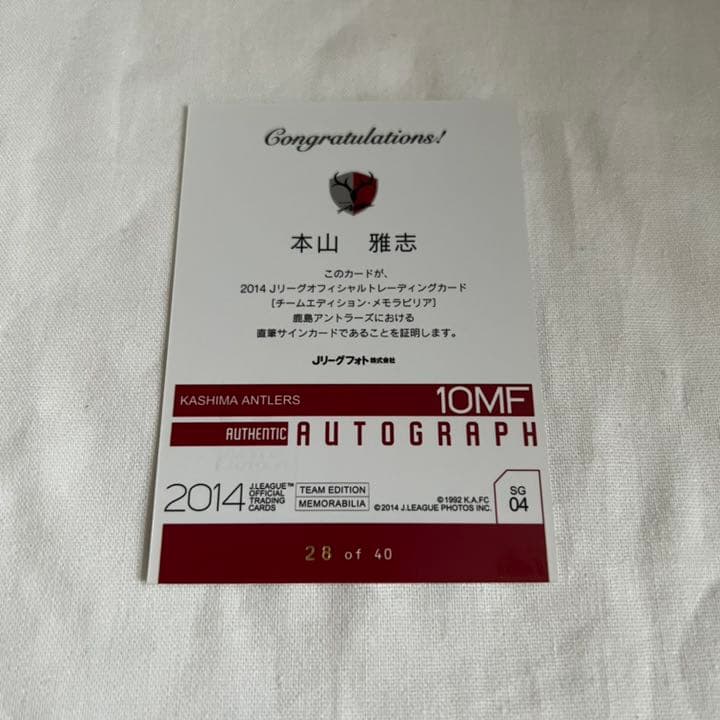 Congratulations!
本山 雅志
このカードが、
2014 Jリーグオフィシャルトレーディングカード
[チームエディション・メモラビリア]
鹿島アントラーズにおける
直筆サインカードであることを証明します。
Jリーグフォト株式会社
KASHIMA ANTLERS 10MF
AUTHENTIC AUTOGRAPH
2014 J.LEAGUE™ OFFICIAL TRADING CARDS
TEAM EDITION
MEMORABILIA
©1992 K.A.FC
©2014 J.LEAGUE PHOTOS INC.
SG
04
28 of 40